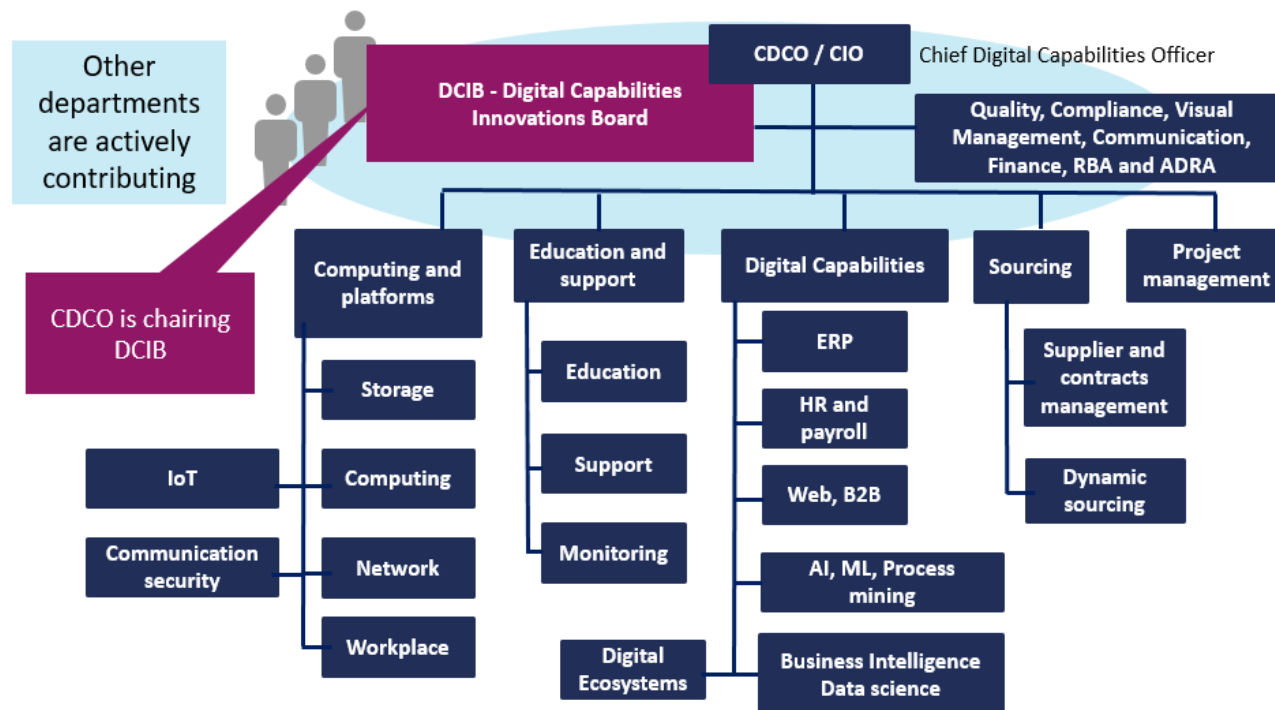 Other
departments
are actively
contributing
DCIB - Digital Capabilities
Innovations Board
CDCO / CIO
Chief Digital Capabilities Officer
Quality, Compliance, Visual
Management, Communication,
Finance, RBA and ADRA
CDCO is chairing
DCIB
Computing and
platforms
Education and
support
Digital Capabilities
Sourcing
Project
management
Storage
IoT
Computing
Communication
security
Network
Workplace
Education
Support
Monitoring
ERP
HR and
payroll
Web, B2B
AI, ML, Process
mining
Digital
Ecosystems
Business Intelligence
Data science
Supplier and
contracts
management
Dynamic
sourcing